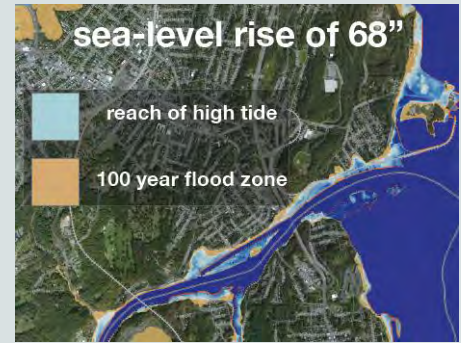 sea-level rise of 68”
reach of high tide
100 year flood zone